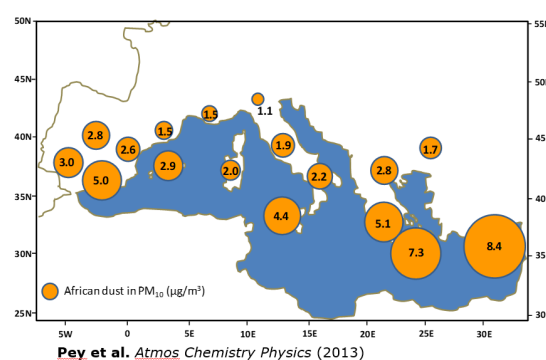 50N
55
45N
50
1.1
1.5
1.5
2.8
40N
45
2.6
1.9
1.7
3.0
2.9
2.0
2.2
2.8
5.0
35N
40
4.4
5.1
7.3
8.4
30N
35
African dust in PM10 (µg/m³)
25N
30
5W 0 5E 10E 15E 20E 25E 30E
Pey et al. Atmos Chemistry Physics (2013)